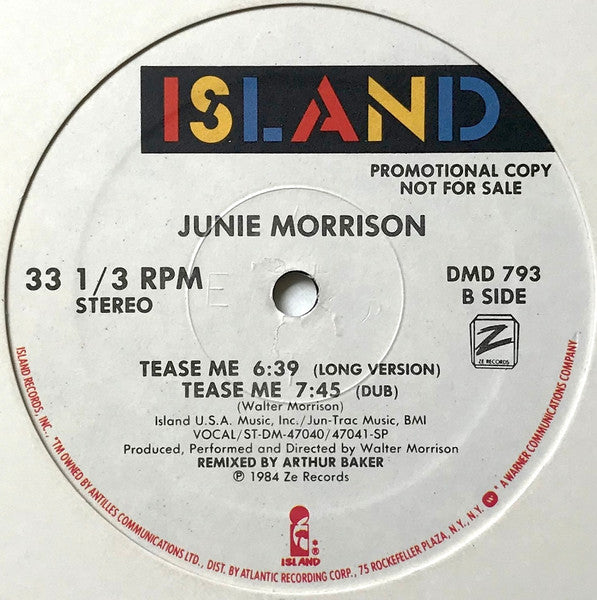 ISLAND
PROMOTIONAL COPY
NOT FOR SALE
JUNIE MORRISON
33 1/3 RPM
STEREO
DMD 793
B SIDE
Z
ZE RECORDS
TEASE ME 6:39 (LONG VERSION)
TEASE ME 7:45 (DUB)
(Walter Morrison)
Island U.S.A. Music, Inc./Jun-Trac Music, BMI
VOCAL/ST-DM-47040/47041-SP
Produced, Performed and Directed by Walter Morrison
REMIXED BY ARTHUR BAKER
℗ 1984 Ze Records
ISLAND ®
ISLAND RECORDS, INC., *TM OWNED BY ANTILLES COMMUNICATIONS LTD., DIST. BY ATLANTIC RECORDING CORP., 75 ROCKEFELLER PLAZA, N.Y., N.Y. A WARNER COMMUNICATIONS COMPANY